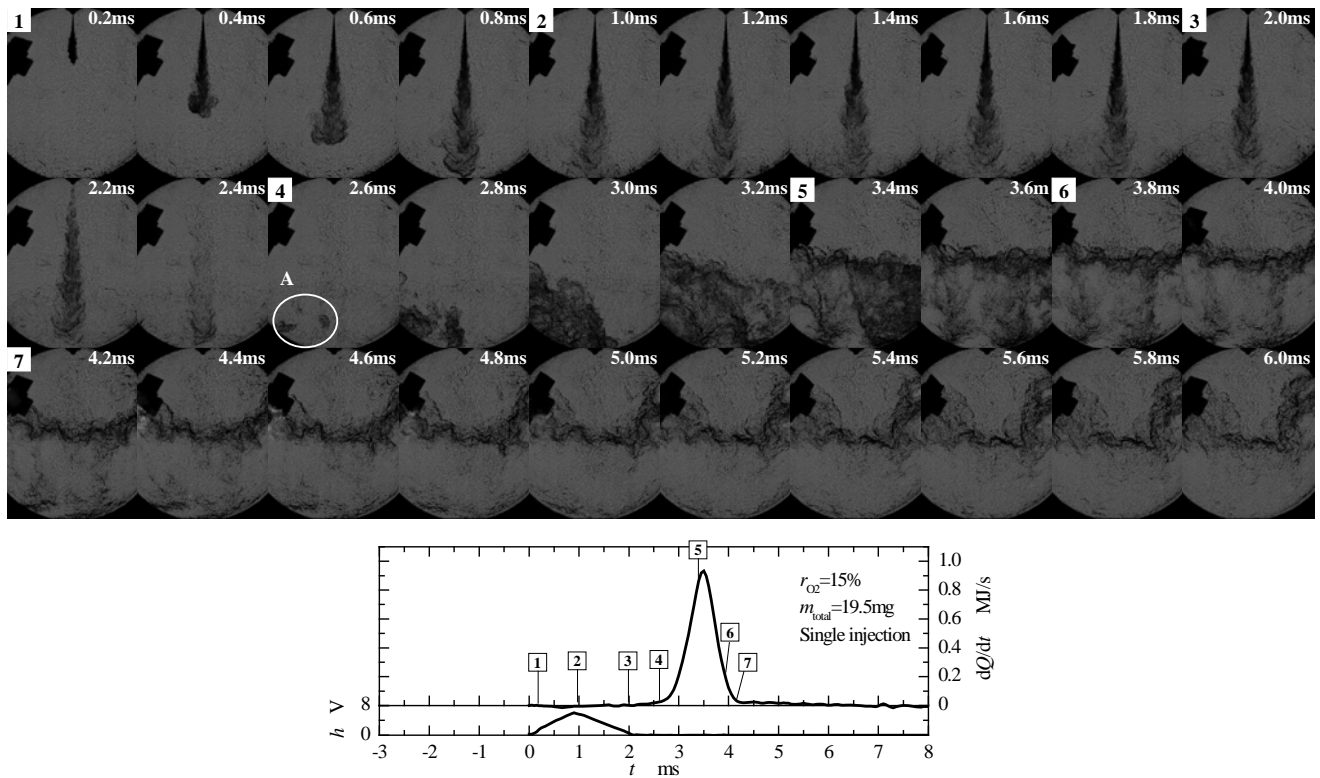 1 0.2ms 0.4ms 0.6ms 0.8ms 2 1.0ms 1.2ms 1.4ms 1.6ms 1.8ms 3 2.0ms
2.2ms 2.4ms 4 2.6ms 2.8ms 3.0ms 3.2ms 5 3.4ms 3.6m 6 3.8ms 4.0ms
A
7 4.2ms 4.4ms 4.6ms 4.8ms 5.0ms 5.2ms 5.4ms 5.6ms 5.8ms 6.0ms
5
1.0
rO2=15%
0.8
mtotal=19.5mg
0.6
Single injection
6
0.4
1 2 3 4 7
0.2
dQ/dt MJ/s
8 0
h V
0
-3 -2 -1 0 1 2 3 4 5 6 7 8
t ms